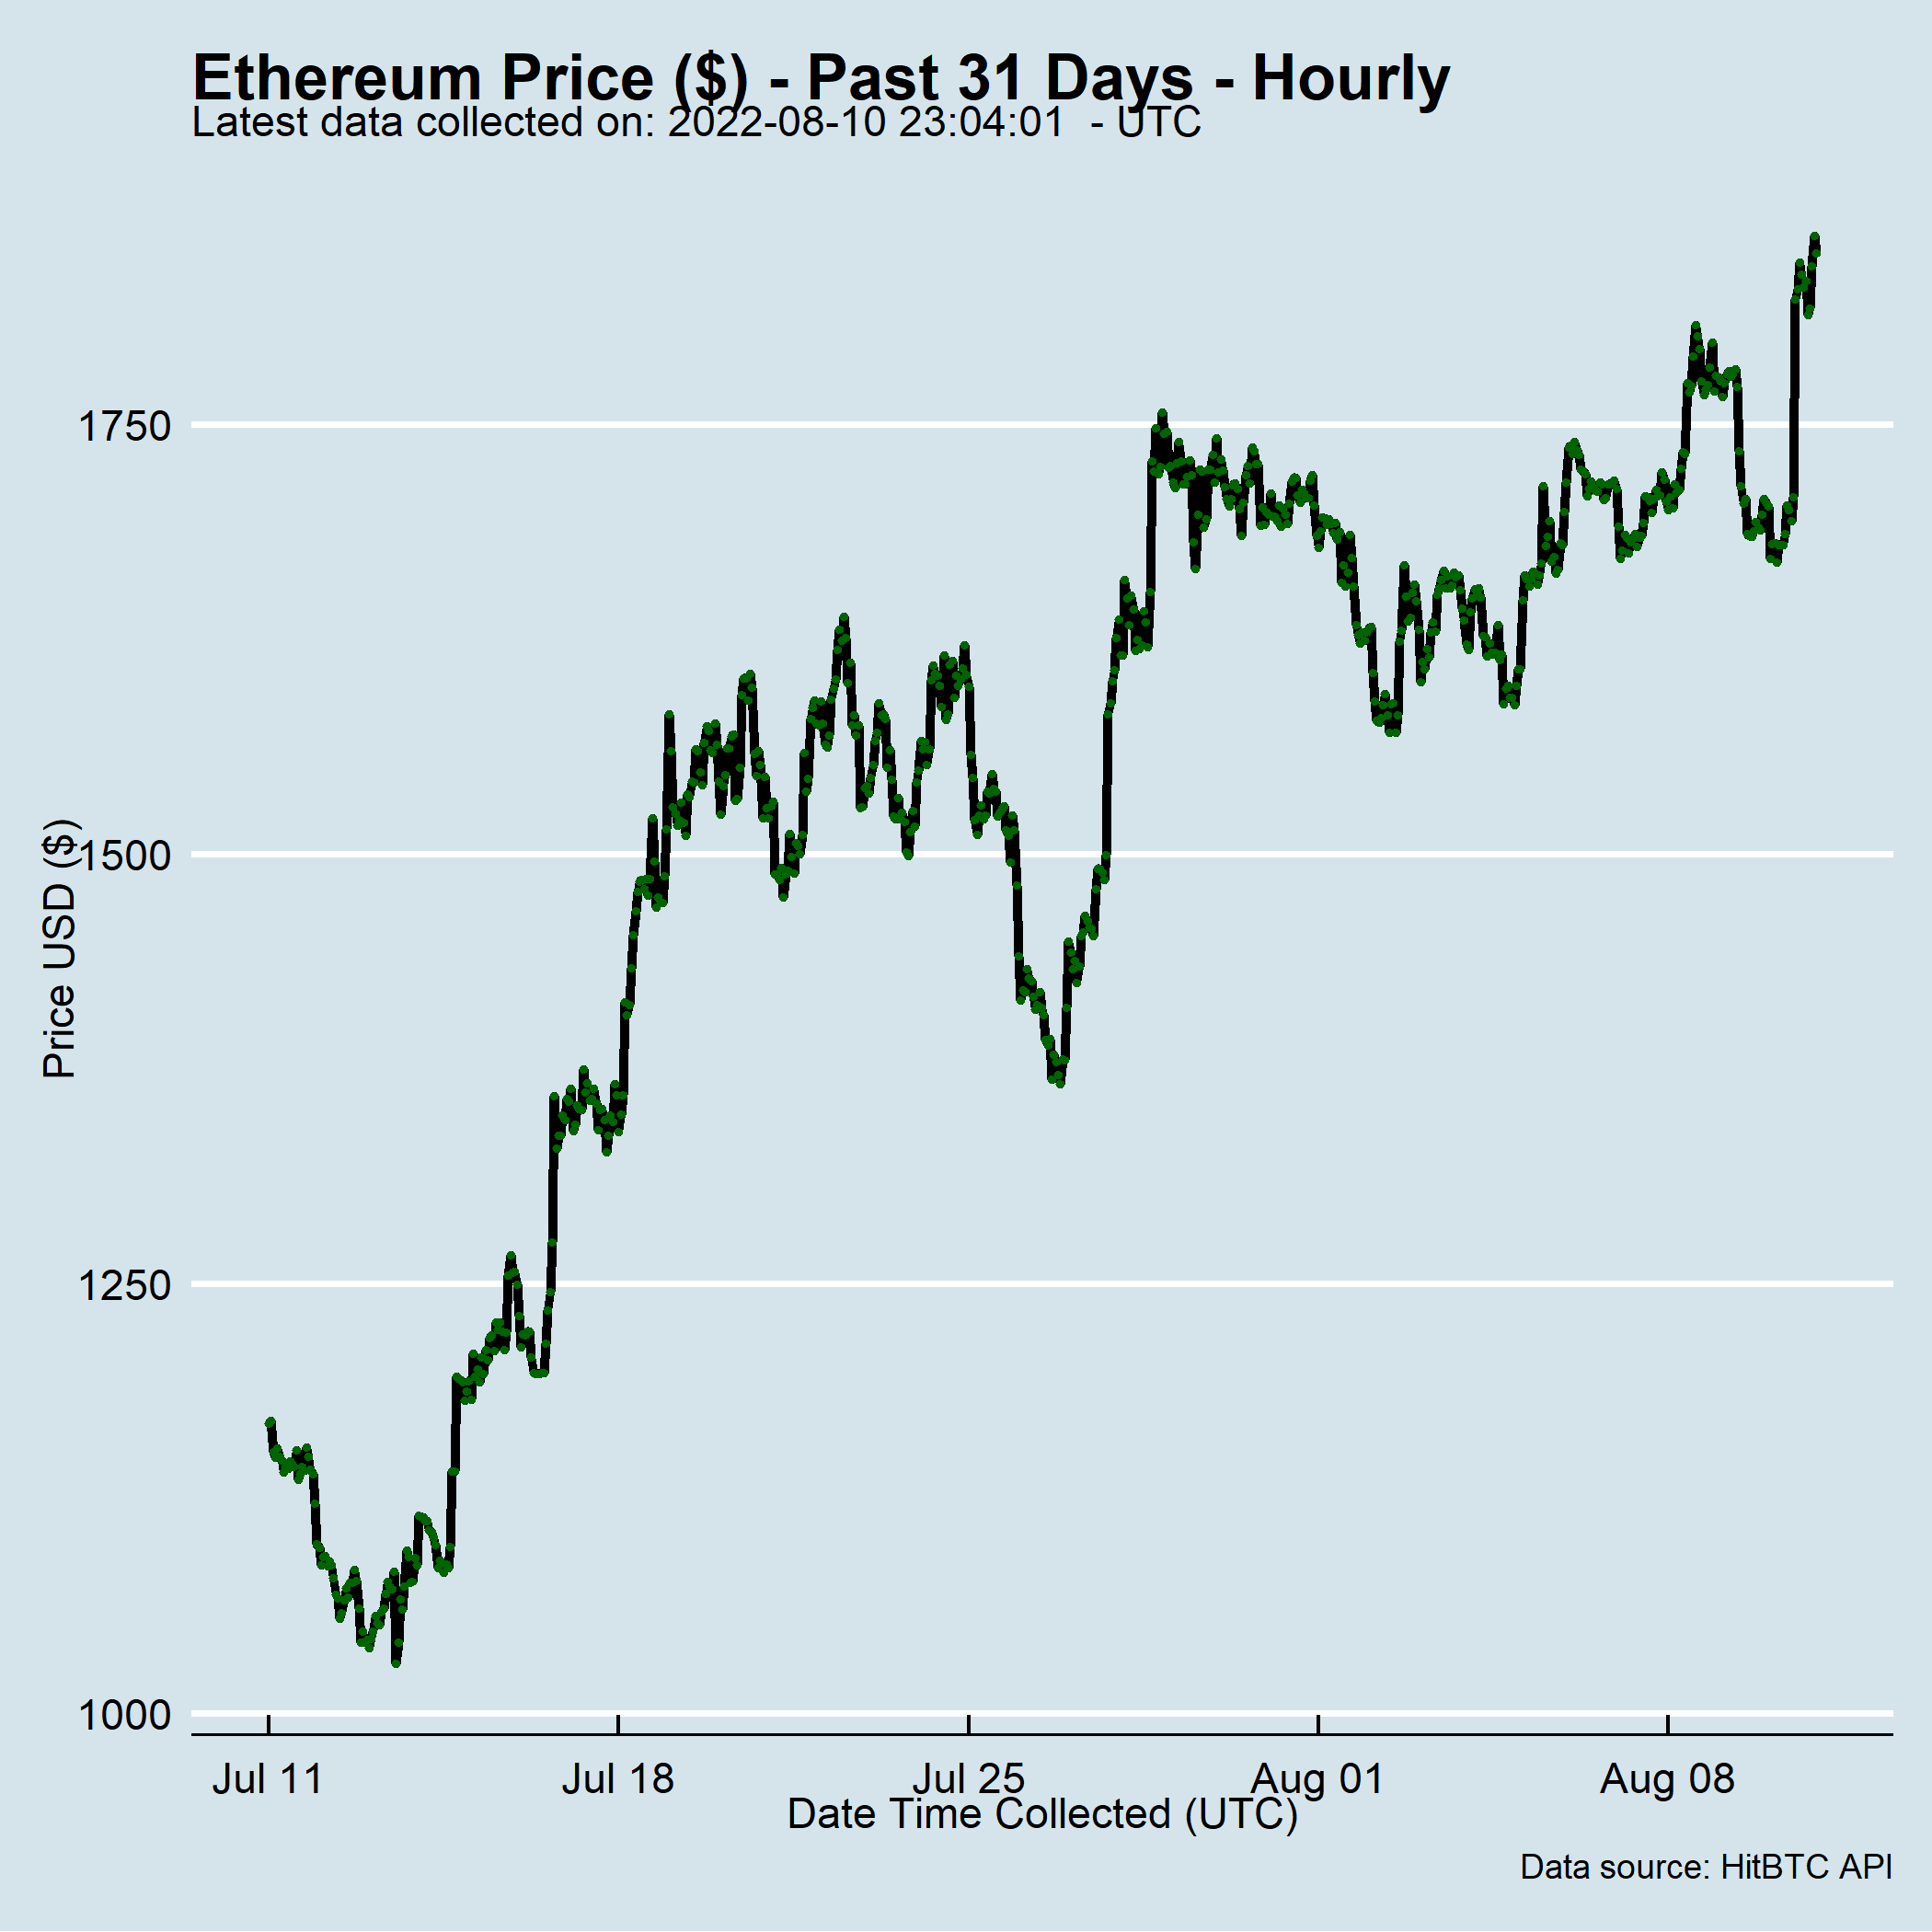 Ethereum Price ($) - Past 31 Days - Hourly
Latest data collected on: 2022-08-10 23:04:01  - UTC
1750
1500
1250
1000
Price USD ($)
Jul 11
Jul 18
Jul 25
Aug 01
Aug 08
Date Time Collected (UTC)
Data source: HitBTC API